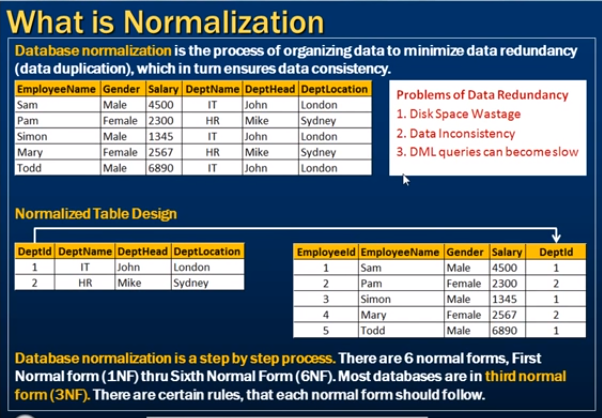 What is Normalization
Database normalization is the process of organizing data to minimize data redundancy
(data duplication), which in turn ensures data consistency.
EmployeeName Gender Salary DeptName DeptHead DeptLocation
Sam Male 4500 IT John London
Pam Female 2300 HR Mike Sydney
Simon Male 1345 IT John London
Mary Female 2567 HR Mike Sydney
Todd Male 6890 IT John London
Problems of Data Redundancy
1. Disk Space Wastage
2. Data Inconsistency
3. DML queries can become slow
Normalized Table Design
DeptId DeptName DeptHead DeptLocation
1 IT John London
2 HR Mike Sydney
EmployeeId EmployeeName Gender Salary DeptId
1 Sam Male 4500 1
2 Pam Female 2300 2
3 Simon Male 1345 1
4 Mary Female 2567 2
5 Todd Male 6890 1
Database normalization is a step by step process. There are 6 normal forms, First
Normal form (1NF) thru Sixth Normal Form (6NF). Most databases are in third normal
form (3NF). There are certain rules, that each normal form should follow.